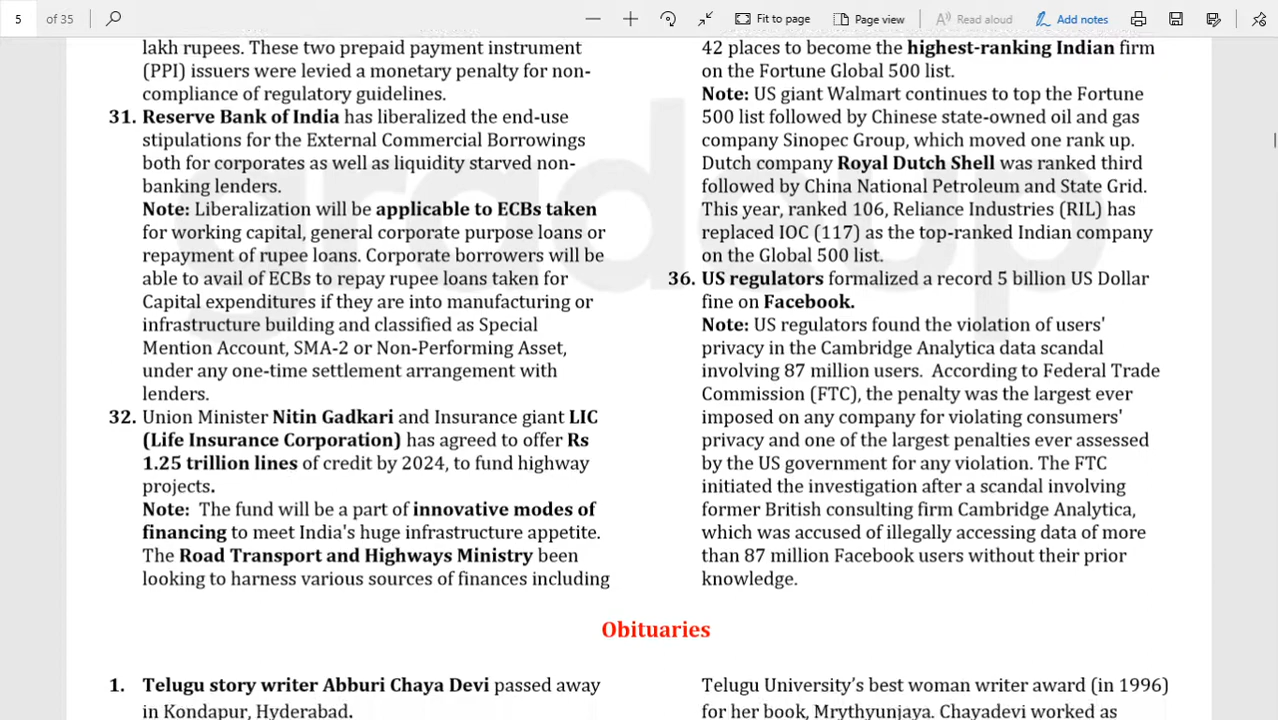 5 of 35
Fit to page
Page view
Read aloud
Add notes
lakh rupees. These two prepaid payment instrument
(PPI) issuers were levied a monetary penalty for non-
compliance of regulatory guidelines.
31. Reserve Bank of India has liberalized the end-use
stipulations for the External Commercial Borrowings
both for corporates as well as liquidity starved non-
banking lenders.
Note: Liberalization will be applicable to ECBs taken
for working capital, general corporate purpose loans or
repayment of rupee loans. Corporate borrowers will be
able to avail of ECBs to repay rupee loans taken for
Capital expenditures if they are into manufacturing or
infrastructure building and classified as Special
Mention Account, SMA-2 or Non-Performing Asset,
under any one-time settlement arrangement with
lenders.
32. Union Minister Nitin Gadkari and Insurance giant LIC
(Life Insurance Corporation) has agreed to offer Rs
1.25 trillion lines of credit by 2024, to fund highway
projects.
Note: The fund will be a part of innovative modes of
financing to meet India's huge infrastructure appetite.
The Road Transport and Highways Ministry been
looking to harness various sources of finances including
42 places to become the highest-ranking Indian firm
on the Fortune Global 500 list.
Note: US giant Walmart continues to top the Fortune
500 list followed by Chinese state-owned oil and gas
company Sinopec Group, which moved one rank up.
Dutch company Royal Dutch Shell was ranked third
followed by China National Petroleum and State Grid.
This year, ranked 106, Reliance Industries (RIL) has
replaced IOC (117) as the top-ranked Indian company
on the Global 500 list.
36. US regulators formalized a record 5 billion US Dollar
fine on Facebook.
Note: US regulators found the violation of users'
privacy in the Cambridge Analytica data scandal
involving 87 million users. According to Federal Trade
Commission (FTC), the penalty was the largest ever
imposed on any company for violating consumers'
privacy and one of the largest penalties ever assessed
by the US government for any violation. The FTC
initiated the investigation after a scandal involving
former British consulting firm Cambridge Analytica,
which was accused of illegally accessing data of more
than 87 million Facebook users without their prior
knowledge.
gradeup
Obituaries
1. Telugu story writer Abburi Chaya Devi passed away
in Kondapur, Hyderabad.
Telugu University's best woman writer award (in 1996)
for her book, Mrythyunjaya. Chayadevi worked as